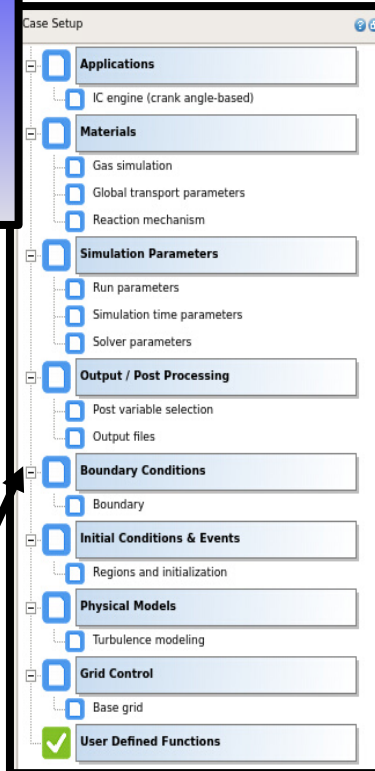 Case Setup
Applications
IC engine (crank angle-based)
Materials
Gas simulation
Global transport parameters
Reaction mechanism
Simulation Parameters
Run parameters
Simulation time parameters
Solver parameters
Output / Post Processing
Post variable selection
Output files
Boundary Conditions
Boundary
Initial Conditions & Events
Regions and initialization
Physical Models
Turbulence modeling
Grid Control
Base grid
User Defined Functions